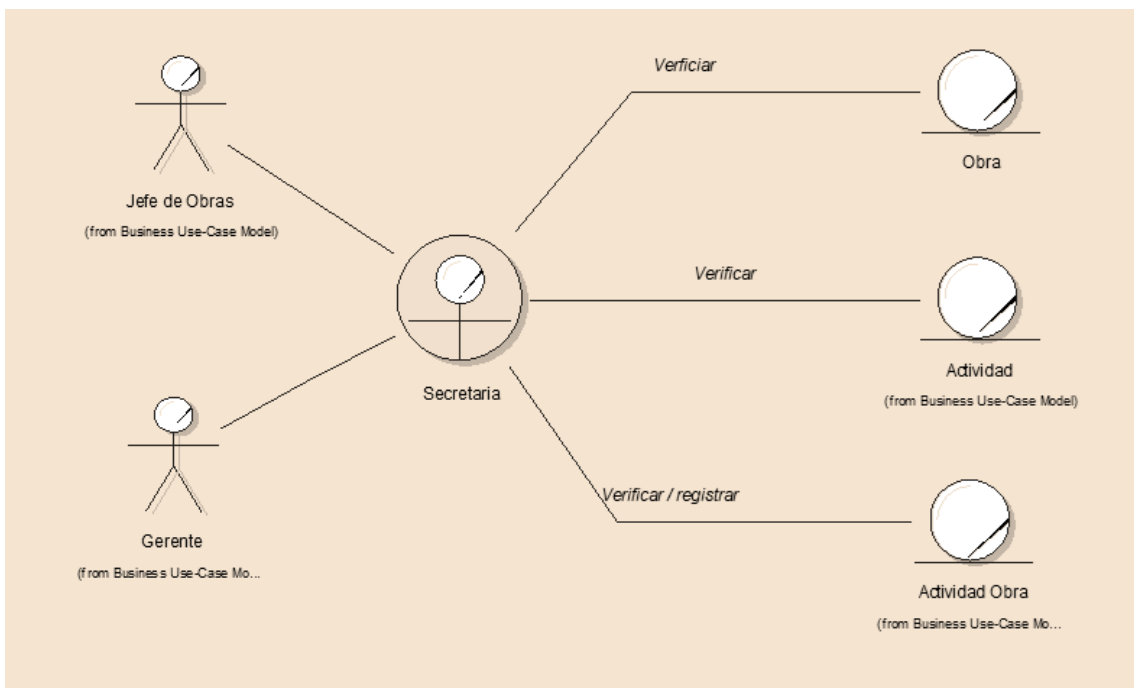 Verficiar
Jefe de Obras
(from Business Use-Case Model)
Obra
Verificar
Secretaria
Actividad
(from Business Use-Case Model)
Verificar / registrar
Gerente
(from Business Use-Case Mo...
Actividad Obra
(from Business Use-Case Mo...